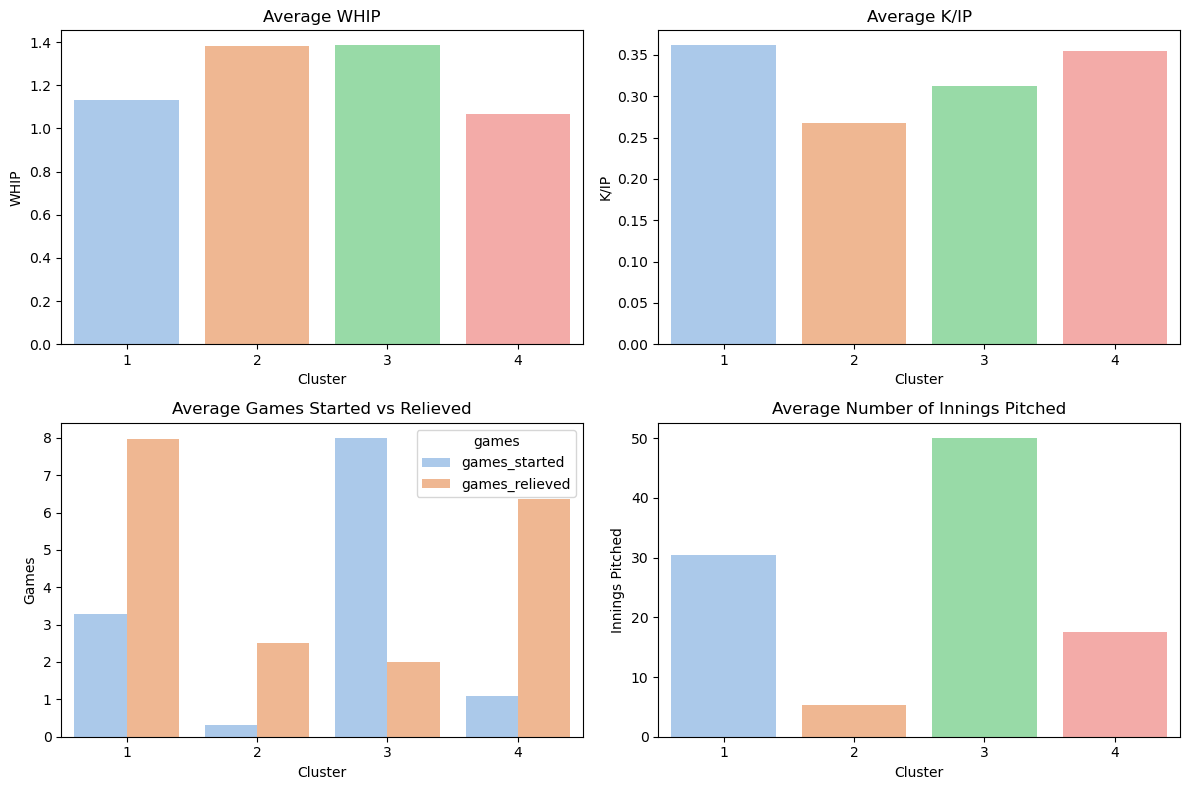 Average WHIP
WHIP
1.4
1.2
1.0
0.8
0.6
0.4
0.2
0.0
1 2 3 4
Cluster
Average K/IP
K/IP
0.35
0.30
0.25
0.20
0.15
0.10
0.05
0.00
1 2 3 4
Cluster
Average Games Started vs Relieved
Games
8
7
6
5
4
3
2
1
0
games
games_started
games_relieved
1 2 3 4
Cluster
Average Number of Innings Pitched
Innings Pitched
50
40
30
20
10
0
1 2 3 4
Cluster